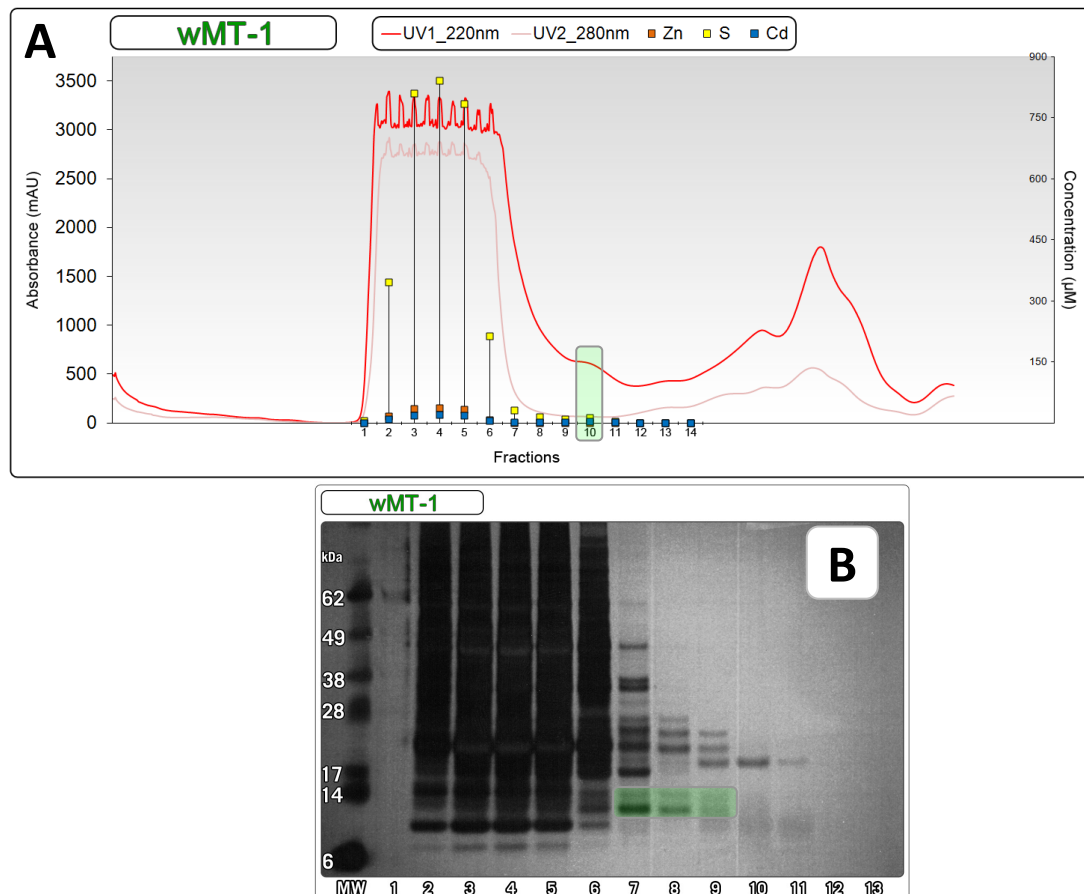 A
wMT-1
UV1_220nm UV2_280nm Zn S Cd
3500
3000
2500
2000
1500
1000
500
0
Absorbance (mAU)
900
750
600
450
300
150
Concentration (µM)
1 2 3 4 5 6 7 8 9 10 11 12 13 14
Fractions
wMT-1
B
kDa
62
49
38
28
17
14
6
MW 1 2 3 4 5 6 7 8 9 10 11 12 13